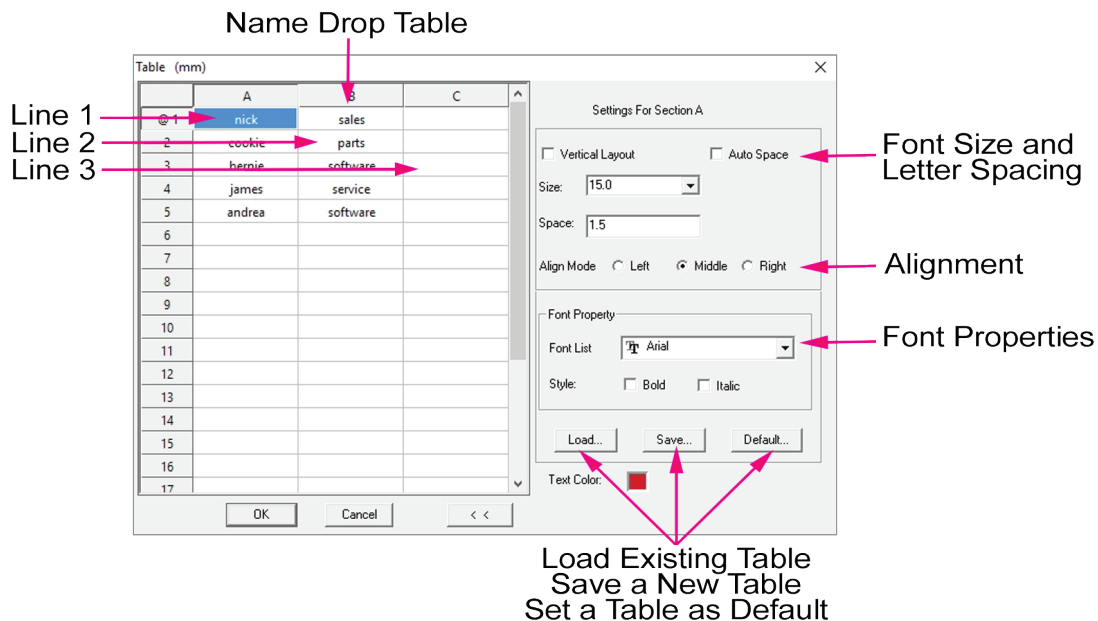 Name Drop Table
Table (mm)
A B C
Line 1
@ 1 nick sales
Line 2
2 cookie parts
Line 3
3 bernie software
4 james service
5 andrea software
6
7
8
9
10
11
12
13
14
15
16
17
OK Cancel < <
Settings For Section A
Vertical Layout Auto Space
Size: 15.0
Space: 1.5
Align Mode Left Middle Right
Font Property
Font List Arial
Style: Bold Italic
Load... Save... Default...
Text Color:
Font Size and
Letter Spacing
Alignment
Font Properties
Load Existing Table
Save a New Table
Set a Table as Default